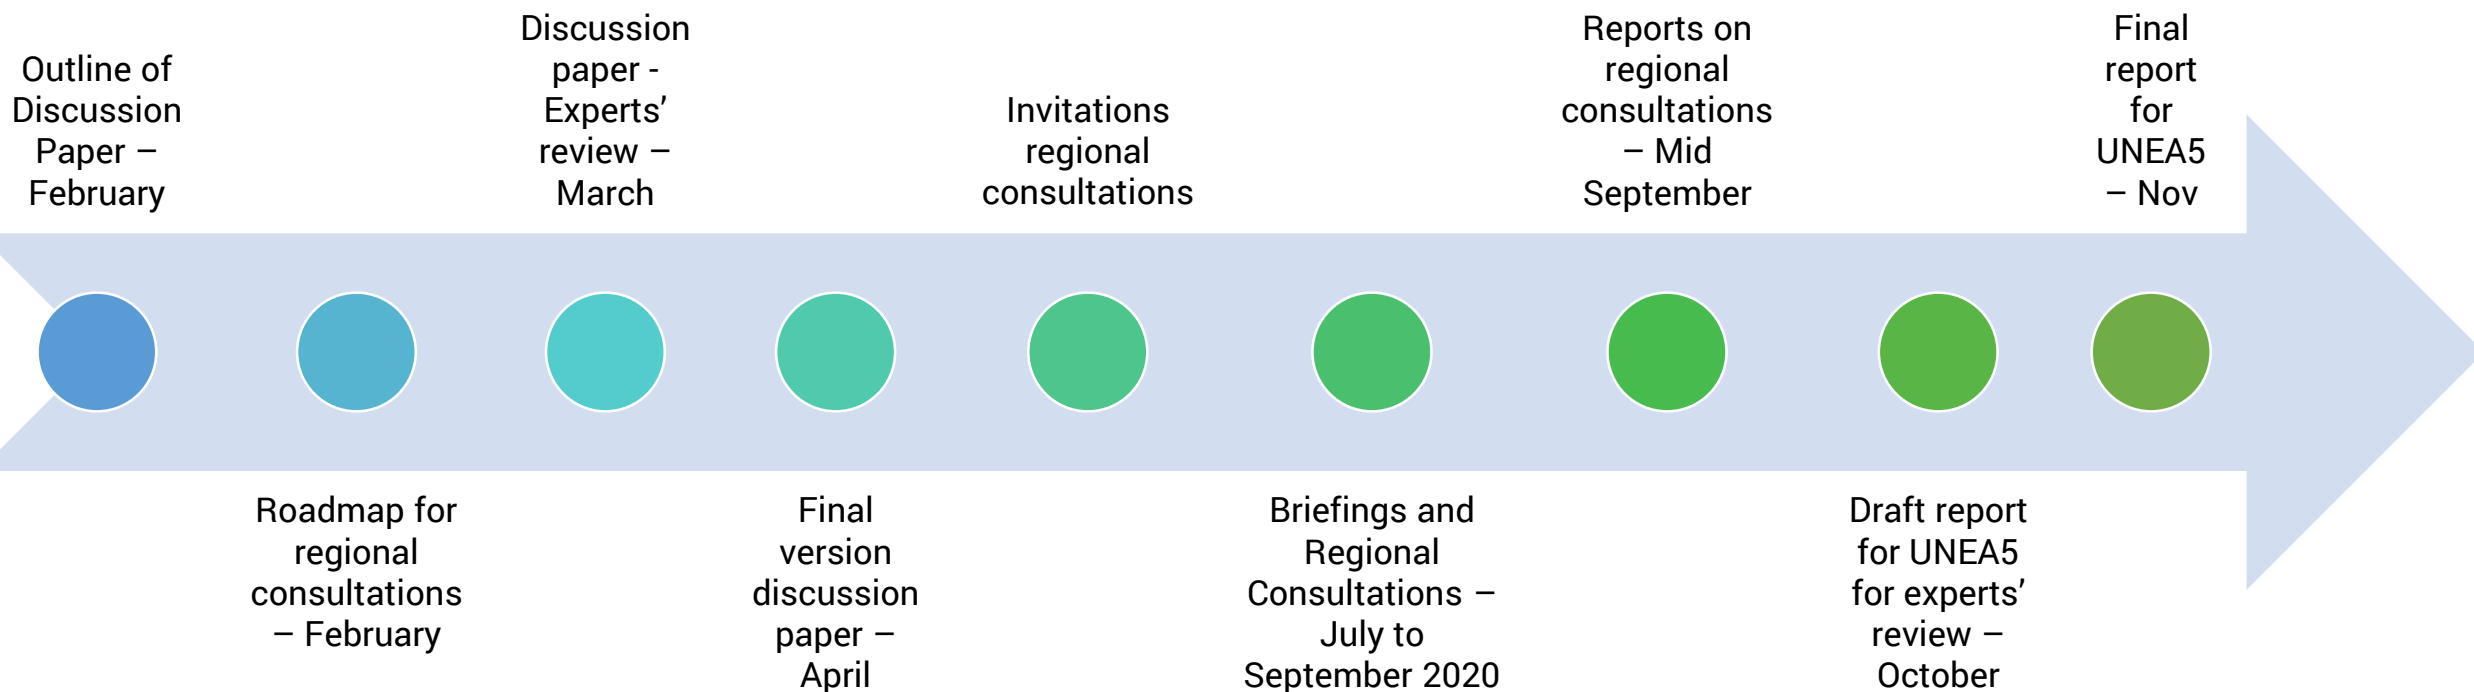 Outline of
Discussion
Paper –
February
Roadmap for
regional
consultations
– February
Discussion
paper -
Experts’
review –
March
Final
version
discussion
paper –
April
Invitations
regional
consultations
Briefings and
Regional
Consultations –
July to
September 2020
Reports on
regional
consultations
– Mid
September
Draft report
for UNEA5
for experts’
review –
October
Final
report
for
UNEA5
– Nov